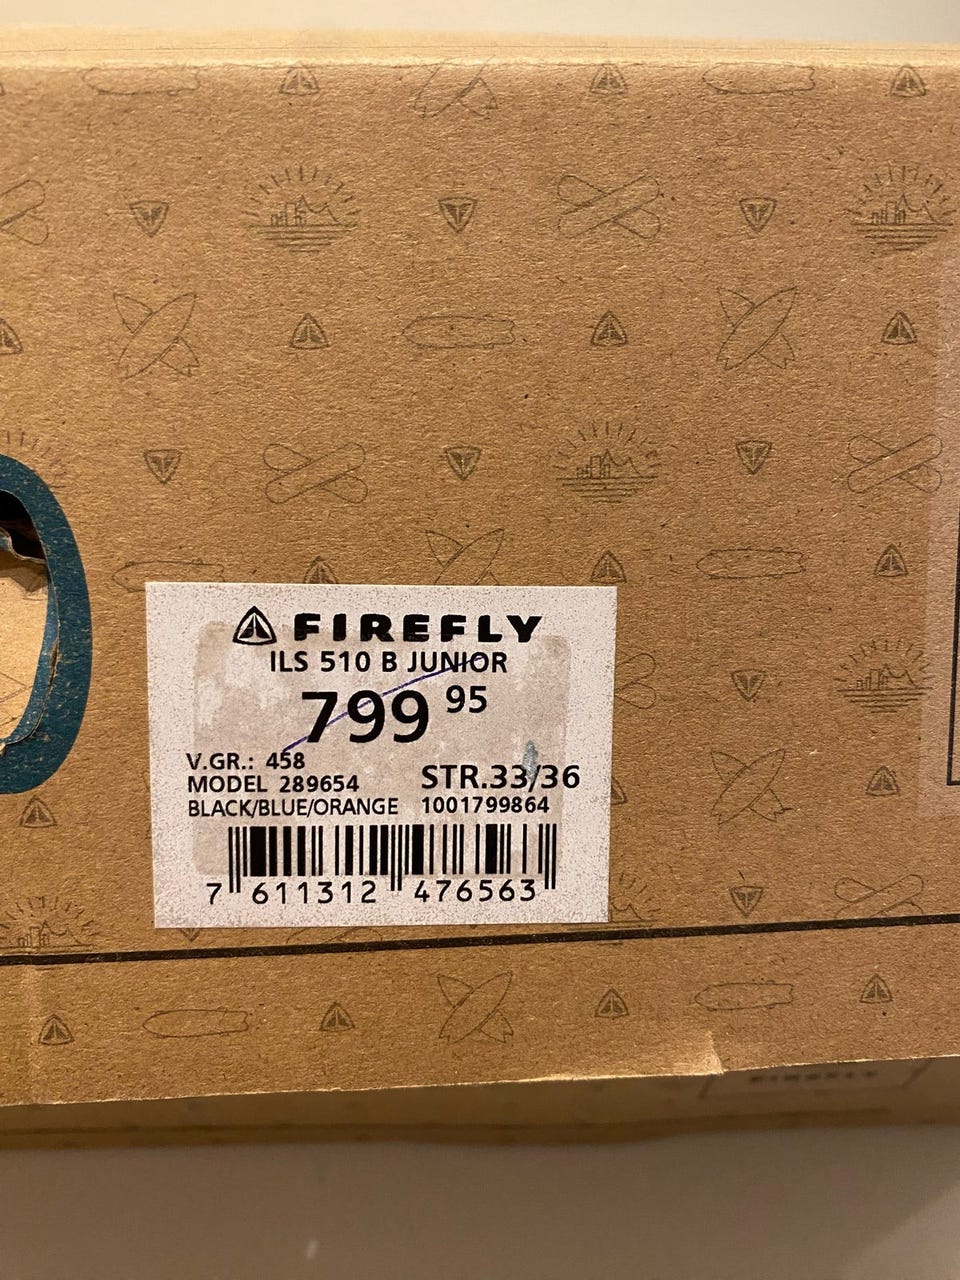 FIREFLY
ILS 510 B JUNIOR
799 95
V.GR.: 458
MODEL 289654 STR.33/36
BLACK/BLUE/ORANGE 1001799864
7 611312 476563
FIREFLY